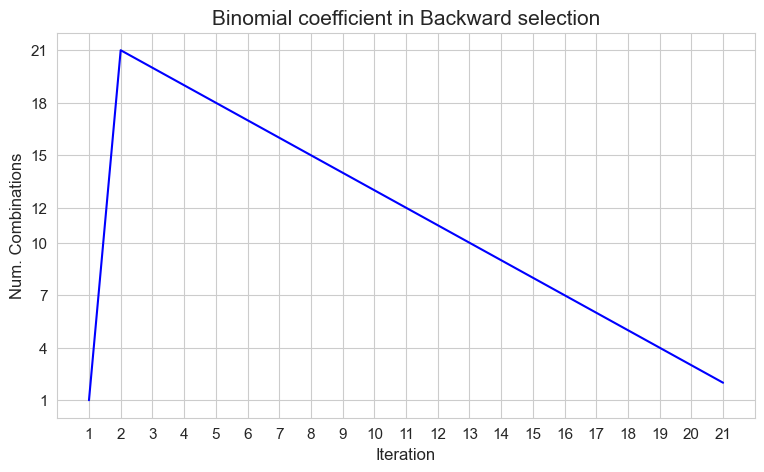 Binomial coefficient in Backward selection
Num. Combinations
21
18
15
12
10
7
4
1
1 2 3 4 5 6 7 8 9 10 11 12 13 14 15 16 17 18 19 20 21
Iteration